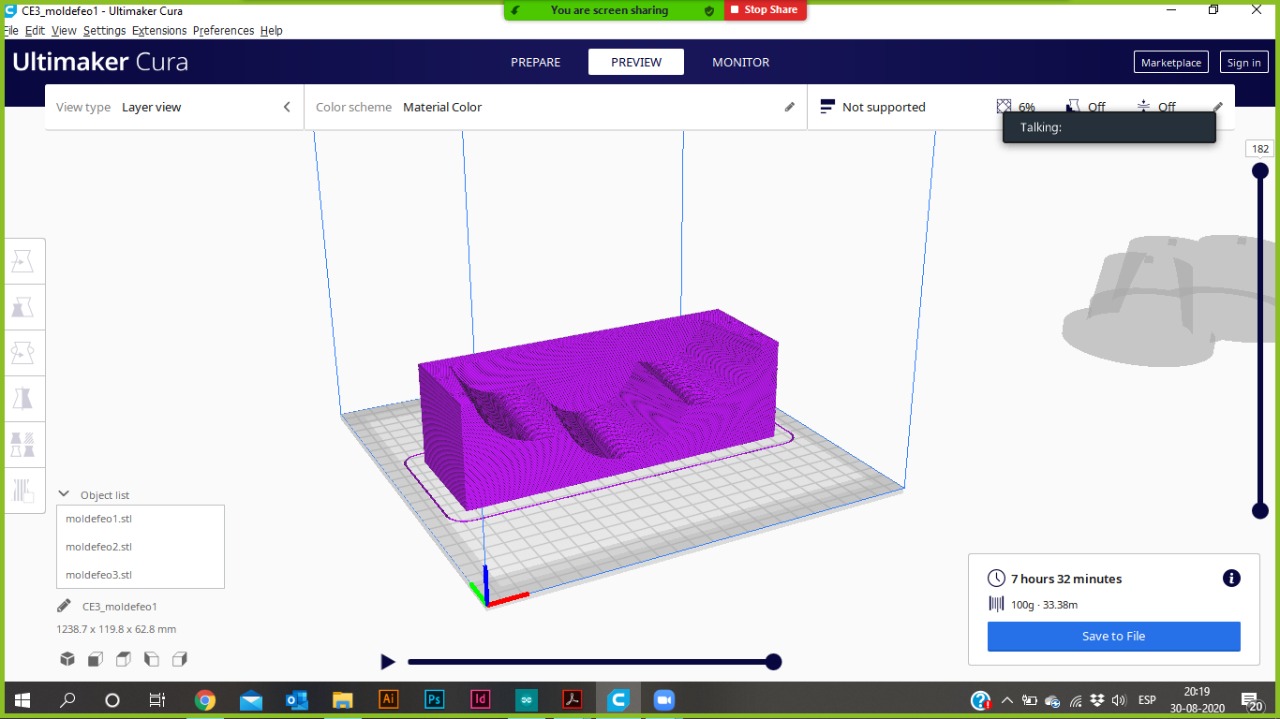 CE3_moldefeo1 - Ultimaker Cura
You are screen sharing
Stop Share
File Edit View Settings Extensions Preferences Help
Ultimaker Cura
PREPARE
PREVIEW
MONITOR
Marketplace
Sign in
View type Layer view
Color scheme Material Color
Not supported
6%
Off
Off
Talking:
182
Object list
moldefeo1.stl
moldefeo2.stl
moldefeo3.stl
CE3_moldefeo1
1238.7 x 119.8 x 62.8 mm
7 hours 32 minutes
100g · 33.38m
Save to File
Ai
Ps
Id
ESP
20:19
30-08-2020
20